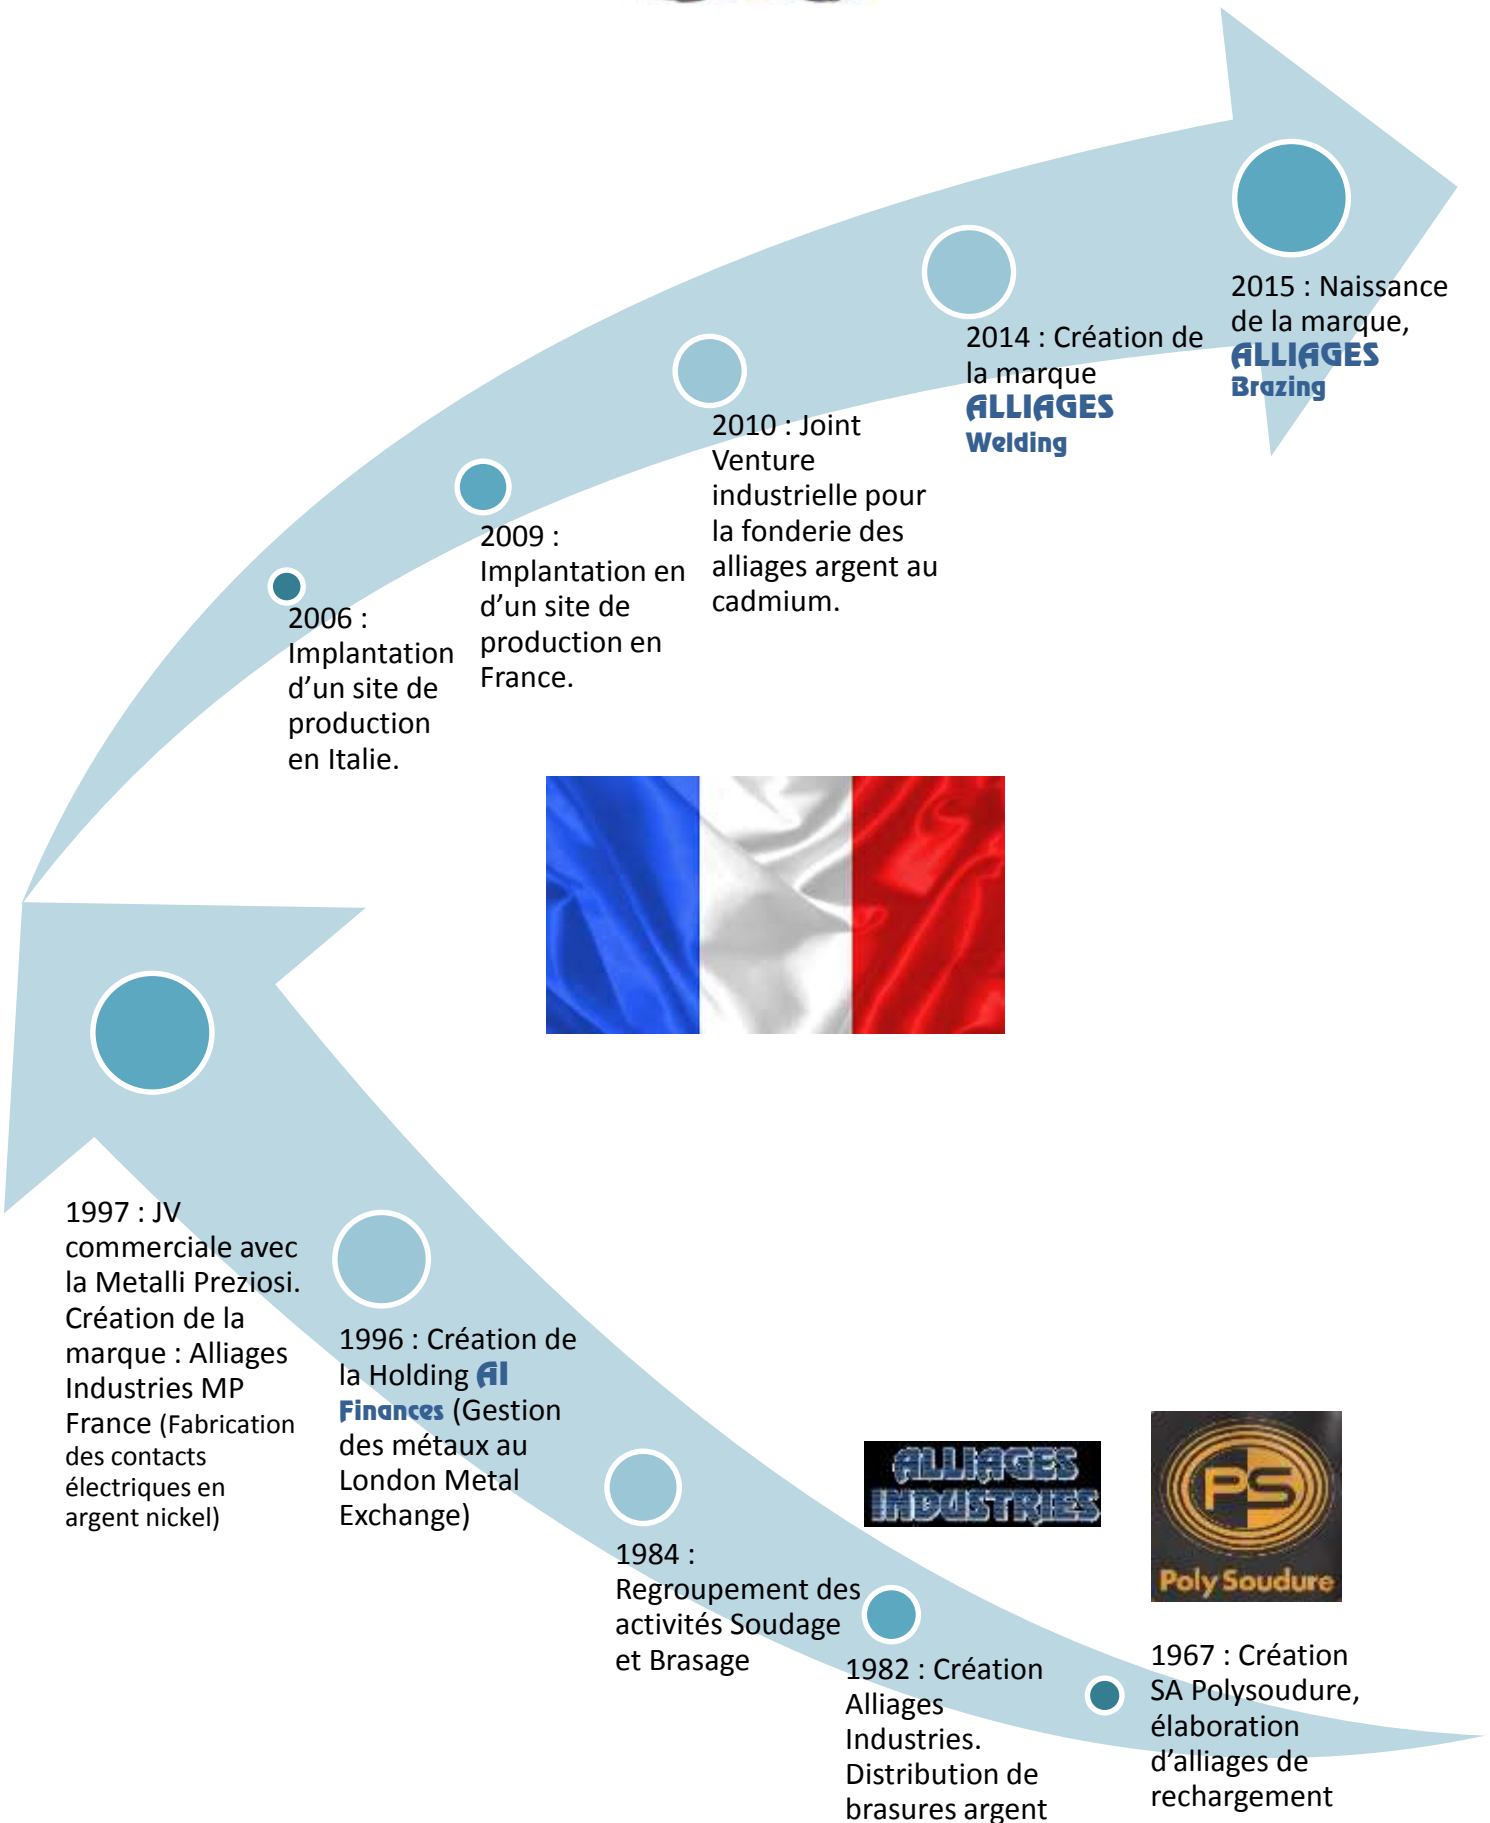 2015 : Naissance
de la marque,
ALLIAGES
Brazing
2014 : Création de
la marque
ALLIAGES
Welding
2010 : Joint
Venture
industrielle pour
la fonderie des
alliages argent au
cadmium.
2009 :
Implantation en
d’un site de
production en
France.
2006 :
Implantation
d’un site de
production
en Italie.
1997 : JV
commerciale avec
la Metalli Preziosi.
Création de la
marque : Alliages
Industries MP
France (Fabrication
des contacts
électriques en
argent nickel)
1996 : Création de
la Holding AI
Finances (Gestion
des métaux au
London Metal
Exchange)
1984 :
Regroupement des
activités Soudage
et Brasage
ALLIAGES
INDUSTRIES
1982 : Création
Alliages
Industries.
Distribution de
brasures argent
PS
Poly Soudure
1967 : Création
SA Polysoudure,
élaboration
d’alliages de
rechargement